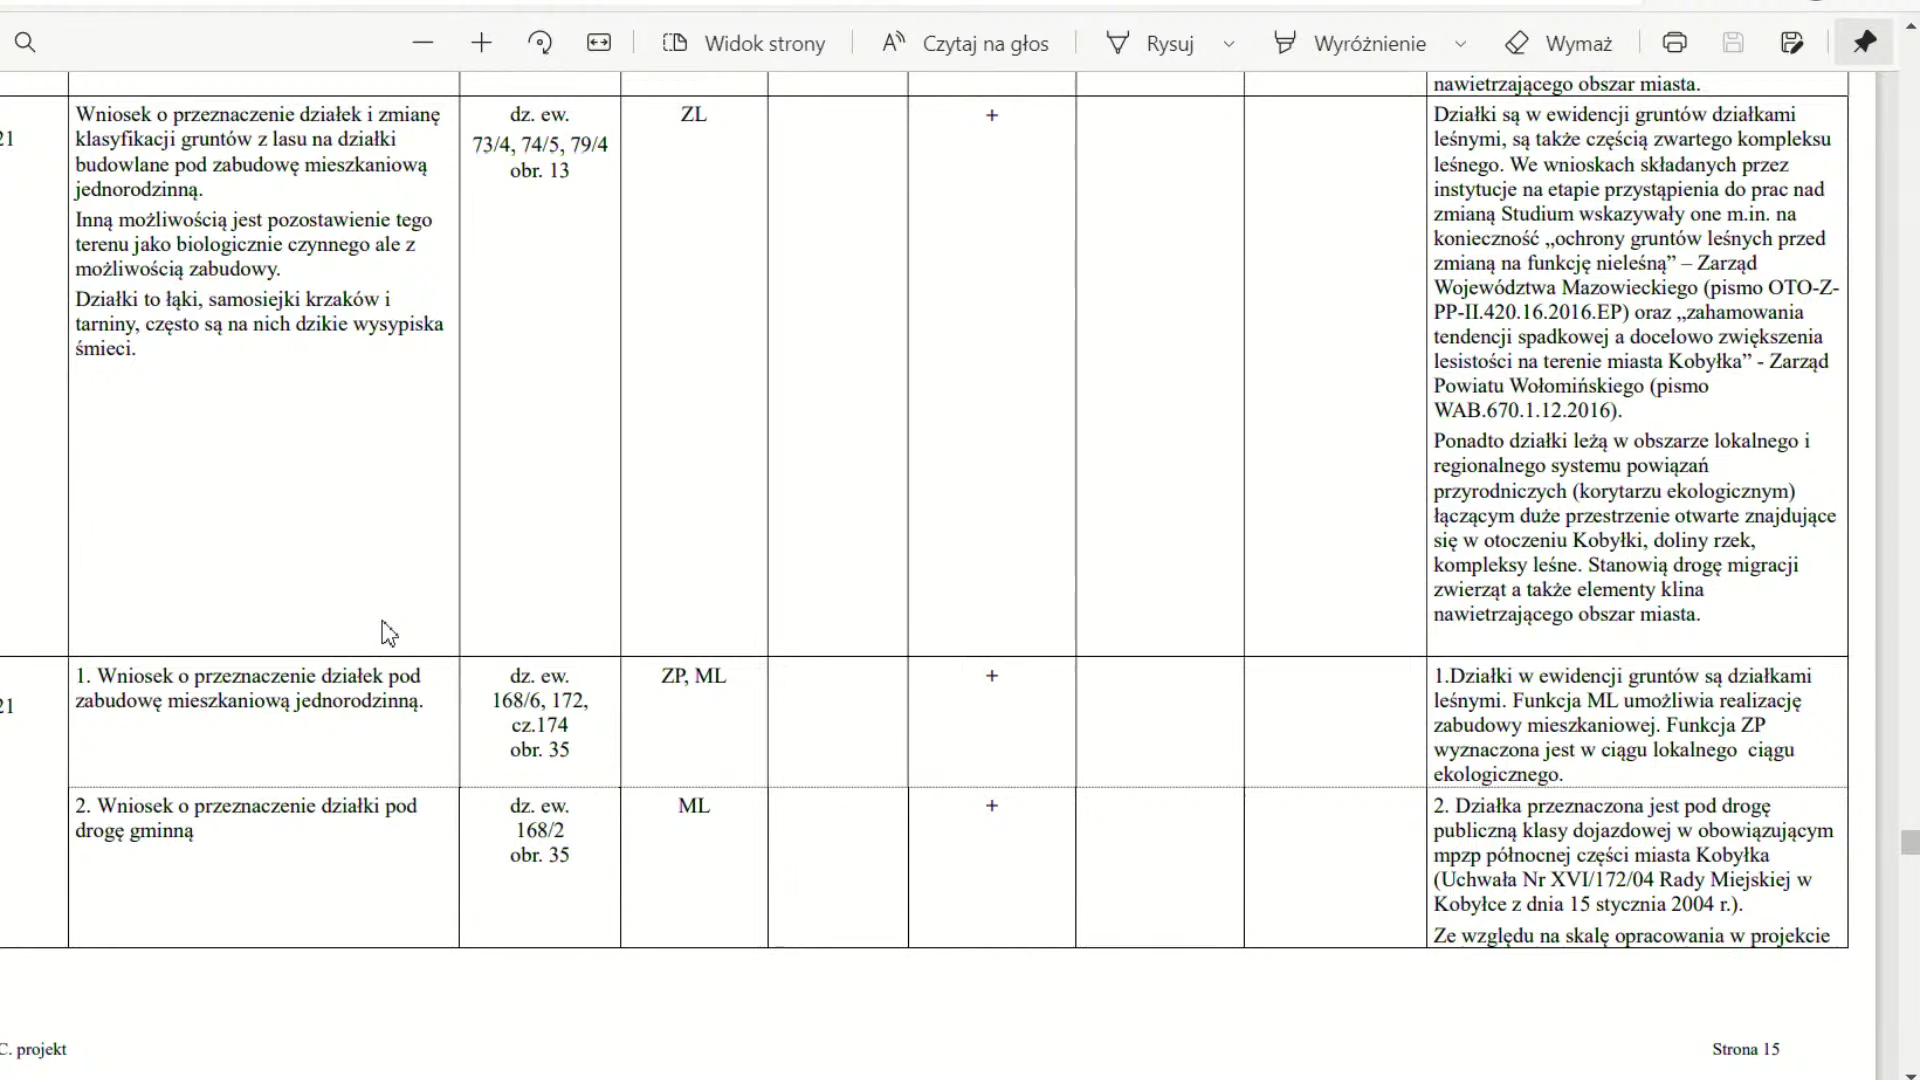 Widok strony
Czytaj na głos
Rysuj
Wyróżnienie
Wymaż
nawietrzającego obszar miasta.
21
Wniosek o przeznaczenie działek i zmianę
klasyfikacji gruntów z lasu na działki
budowlane pod zabudowę mieszkaniową
jednorodzinną.
Inną możliwością jest pozostawienie tego
terenu jako biologicznie czynnego ale z
możliwością zabudowy.
Działki to łąki, samosiejki krzaków i
tarniny, często są na nich dzikie wysypiska
śmieci.
dz. ew.
73/4, 74/5, 79/4
obr. 13
ZL
+
Działki są w ewidencji gruntów działkami
leśnymi, są także częścią zwartego kompleksu
leśnego. We wnioskach składanych przez
instytucje na etapie przystąpienia do prac nad
zmianą Studium wskazywały one m.in. na
konieczność „ochrony gruntów leśnych przed
zmianą na funkcję nieleśną” – Zarząd
Województwa Mazowieckiego (pismo OTO-Z-
PP-II.420.16.2016.EP) oraz „zahamowania
tendencji spadkowej a docelowo zwiększenia
lesistości na terenie miasta Kobyłka” - Zarząd
Powiatu Wołomińskiego (pismo
WAB.670.1.12.2016).
Ponadto działki leżą w obszarze lokalnego i
regionalnego systemu powiązań
przyrodniczych (korytarzu ekologicznym)
łączącym duże przestrzenie otwarte znajdujące
się w otoczeniu Kobyłki, doliny rzek,
kompleksy leśne. Stanowią drogę migracji
zwierząt a także elementy klina
nawietrzającego obszar miasta.
21
1. Wniosek o przeznaczenie działek pod
zabudowę mieszkaniową jednorodzinną.
dz. ew.
168/6, 172,
cz.174
obr. 35
ZP, ML
+
1.Działki w ewidencji gruntów są działkami
leśnymi. Funkcja ML umożliwia realizację
zabudowy mieszkaniowej. Funkcja ZP
wyznaczona jest w ciągu lokalnego ciągu
ekologicznego.
2. Wniosek o przeznaczenie działki pod
drogę gminną
dz. ew.
168/2
obr. 35
ML
+
2. Działka przeznaczona jest pod drogę
publiczną klasy dojazdowej w obowiązującym
mpzp północnej części miasta Kobyłka
(Uchwała Nr XVI/172/04 Rady Miejskiej w
Kobyłce z dnia 15 stycznia 2004 r.).
Ze względu na skalę opracowania w projekcie
C. projekt
Strona 15